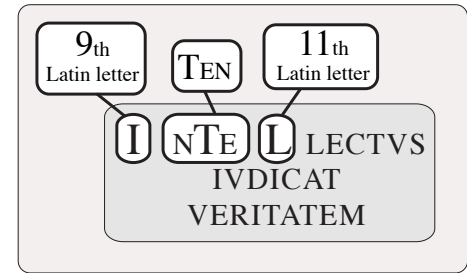 9th TEN 11th
Latin letter Latin letter
I NTE L LECTVS
IVDICAT
VERITATEM